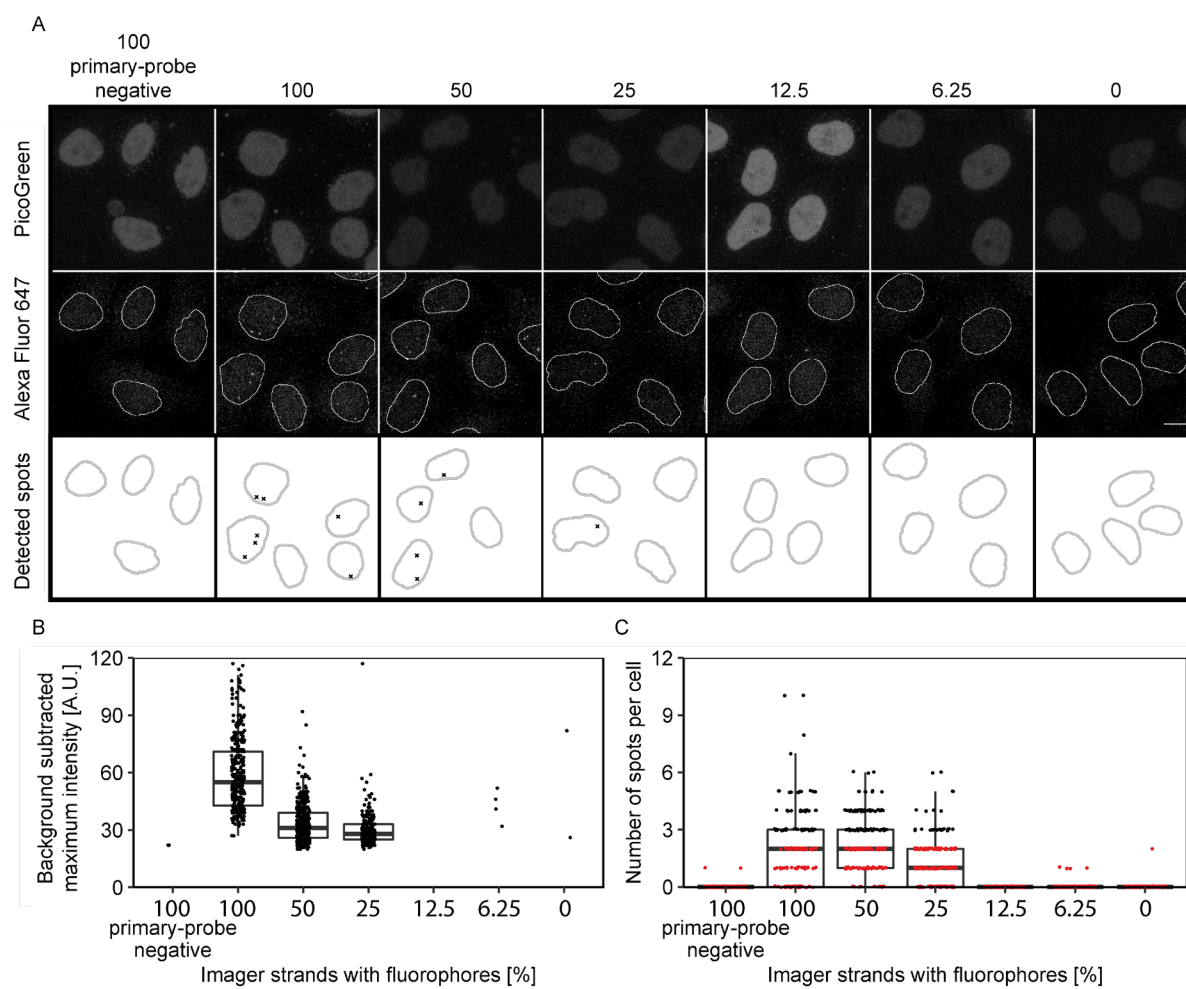 A
100
primary-probe
negative
100
50
25
12.5
6.25
0
PicoGreen
Alexa Fluor 647
Detected spots
B
Background subtracted
maximum intensity [A.U.]
120
90
60
30
0
100
primary-probe
negative
100
50
25
12.5
6.25
0
Imager strands with fluorophores [%]
C
Number of spots per cell
12
9
6
3
0
100
primary-probe
negative
100
50
25
12.5
6.25
0
Imager strands with fluorophores [%]